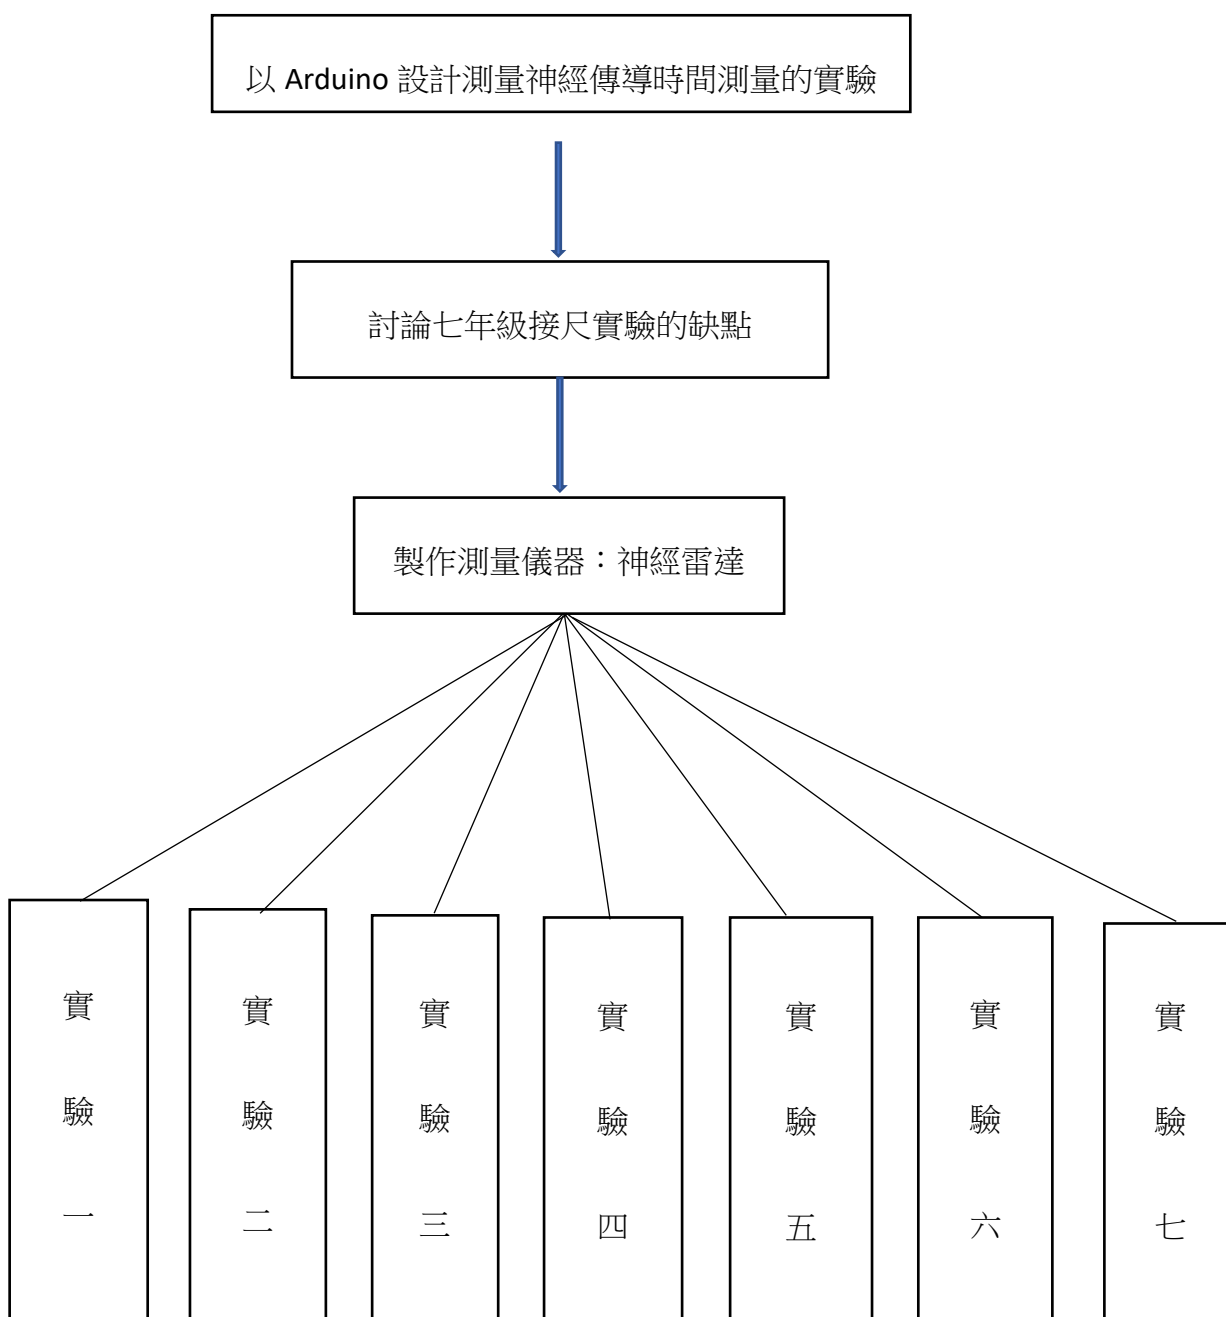 以 Arduino 設計測量神經傳導時間測量的實驗
討論七年級接尺實驗的缺點
製作測量儀器：神經雷達
實驗一
實驗二
實驗三
實驗四
實驗五
實驗六
實驗七